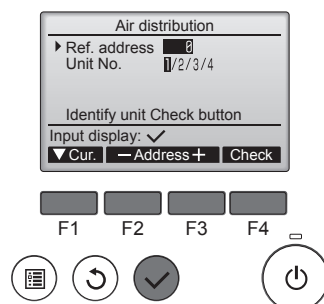 Air distribution
Ref. address 0
Unit No. 1/2/3/4
Identify unit Check button
Input display: ✓
▼ Cur. − Address + Check
F1 F2 F3 F4